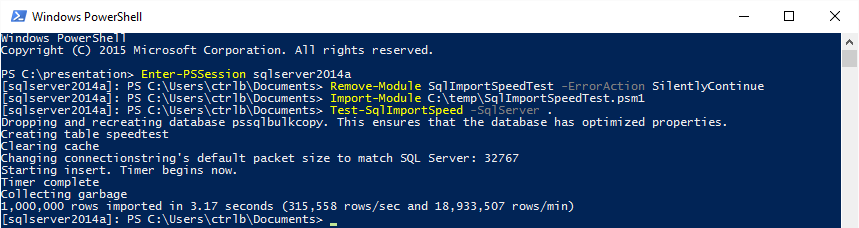 Windows PowerShell
Windows PowerShell
Copyright (C) 2015 Microsoft Corporation. All rights reserved.
PS C:\presentation> Enter-PSSession sqlserver2014a
[sqlserver2014a]: PS C:\Users\ctrlb\Documents> Remove-Module SqlImportSpeedTest -ErrorAction SilentlyContinue
[sqlserver2014a]: PS C:\Users\ctrlb\Documents> Import-Module C:\temp\SqlImportSpeedTest.psm1
[sqlserver2014a]: PS C:\Users\ctrlb\Documents> Test-SqlImportSpeed -SqlServer .
Dropping and recreating database pssqlbulkcopy. This ensures that the database has optimized properties.
Creating table speedtest
Clearing cache
Changing connectionstring's default packet size to match SQL Server: 32767
Starting insert. Timer begins now.
Timer complete
Collecting garbage
1,000,000 rows imported in 3.17 seconds (315,558 rows/sec and 18,933,507 rows/min)
[sqlserver2014a]: PS C:\Users\ctrlb\Documents> _